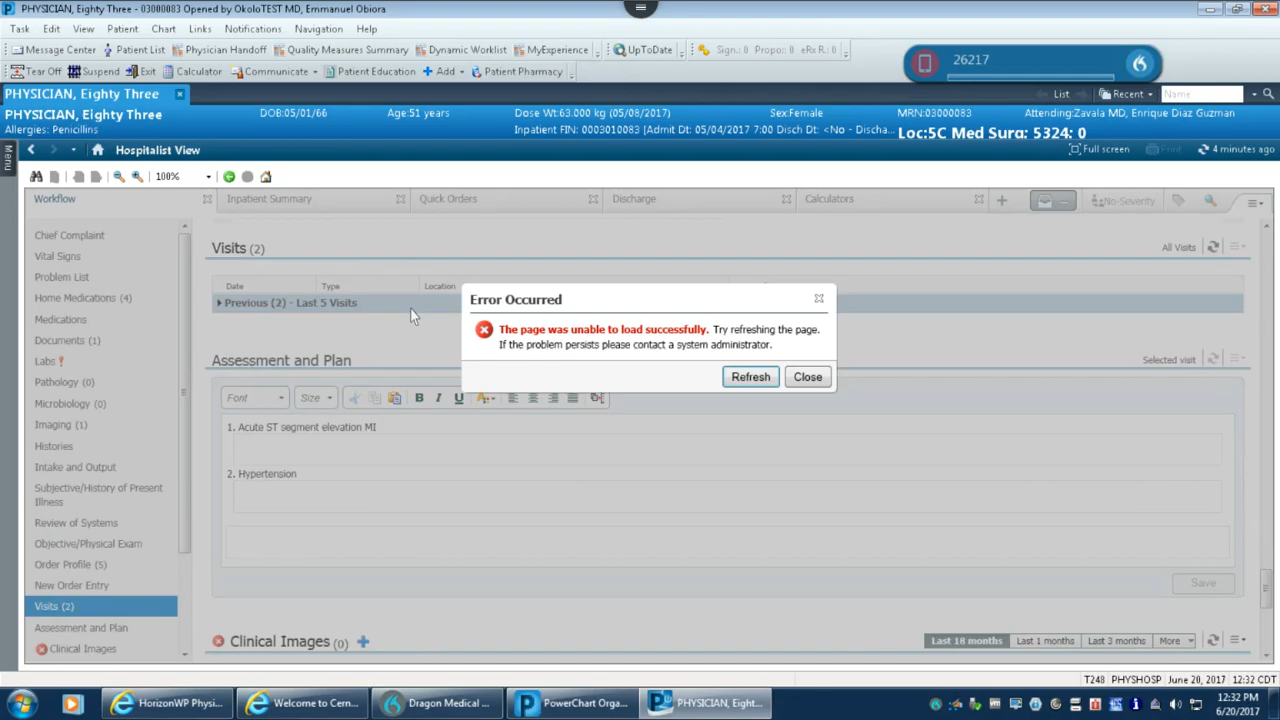 PHYSICIAN, Eighty Three - 03000083 Opened by OkoloTEST MD, Emmanuel Obiora
Task Edit View Patient Chart Links Notifications Navigation Help
Message Center Patient List Physician Handoff Quality Measures Summary Dynamic Worklist MyExperience UpToDate Sign: 0 Propo: 0 eRx R.: 0
Tear Off Suspend Exit Calculator Communicate Patient Education Add Patient Pharmacy
26217
PHYSICIAN, Eighty Three List Recent Name
PHYSICIAN, Eighty Three DOB:05/01/66 Age:51 years Dose Wt:63.000 kg (05/08/2017) Sex:Female MRN:03000083 Attending:Zavala MD, Enrique Diaz Guzman
Allergies: Penicillins Inpatient FIN: 0003010083 [Admit Dt: 05/04/2017 7:00 Disch Dt: <No - Discha... Loc:5C Med Surg: 5324: 0
Menu
Hospitalist View Full screen Print 4 minutes ago
100%
Workflow Inpatient Summary Quick Orders Discharge Calculators No-Severity
Chief Complaint
Vital Signs
Problem List
Home Medications (4)
Medications
Documents (1)
Labs
Pathology (0)
Microbiology (0)
Imaging (1)
Histories
Intake and Output
Subjective/History of Present
Illness
Review of Systems
Objective/Physical Exam
Order Profile (5)
New Order Entry
Visits (2)
Assessment and Plan
Clinical Images
Visits (2) All Visits
Date Type Location
Previous (2) - Last 5 Visits
Error Occurred
The page was unable to load successfully. Try refreshing the page.
If the problem persists please contact a system administrator.
Refresh Close
Assessment and Plan Selected visit
Font Size B I U A
1. Acute ST segment elevation MI
2. Hypertension
Save
Clinical Images (0) Last 18 months Last 1 months Last 3 months More
T248 PHYSHOSP June 20, 2017 12:32 CDT
HorizonWP Physi... Welcome to Cern... Dragon Medical ... PowerChart Orga... PHYSICIAN, Eight...
12:32 PM
6/20/2017